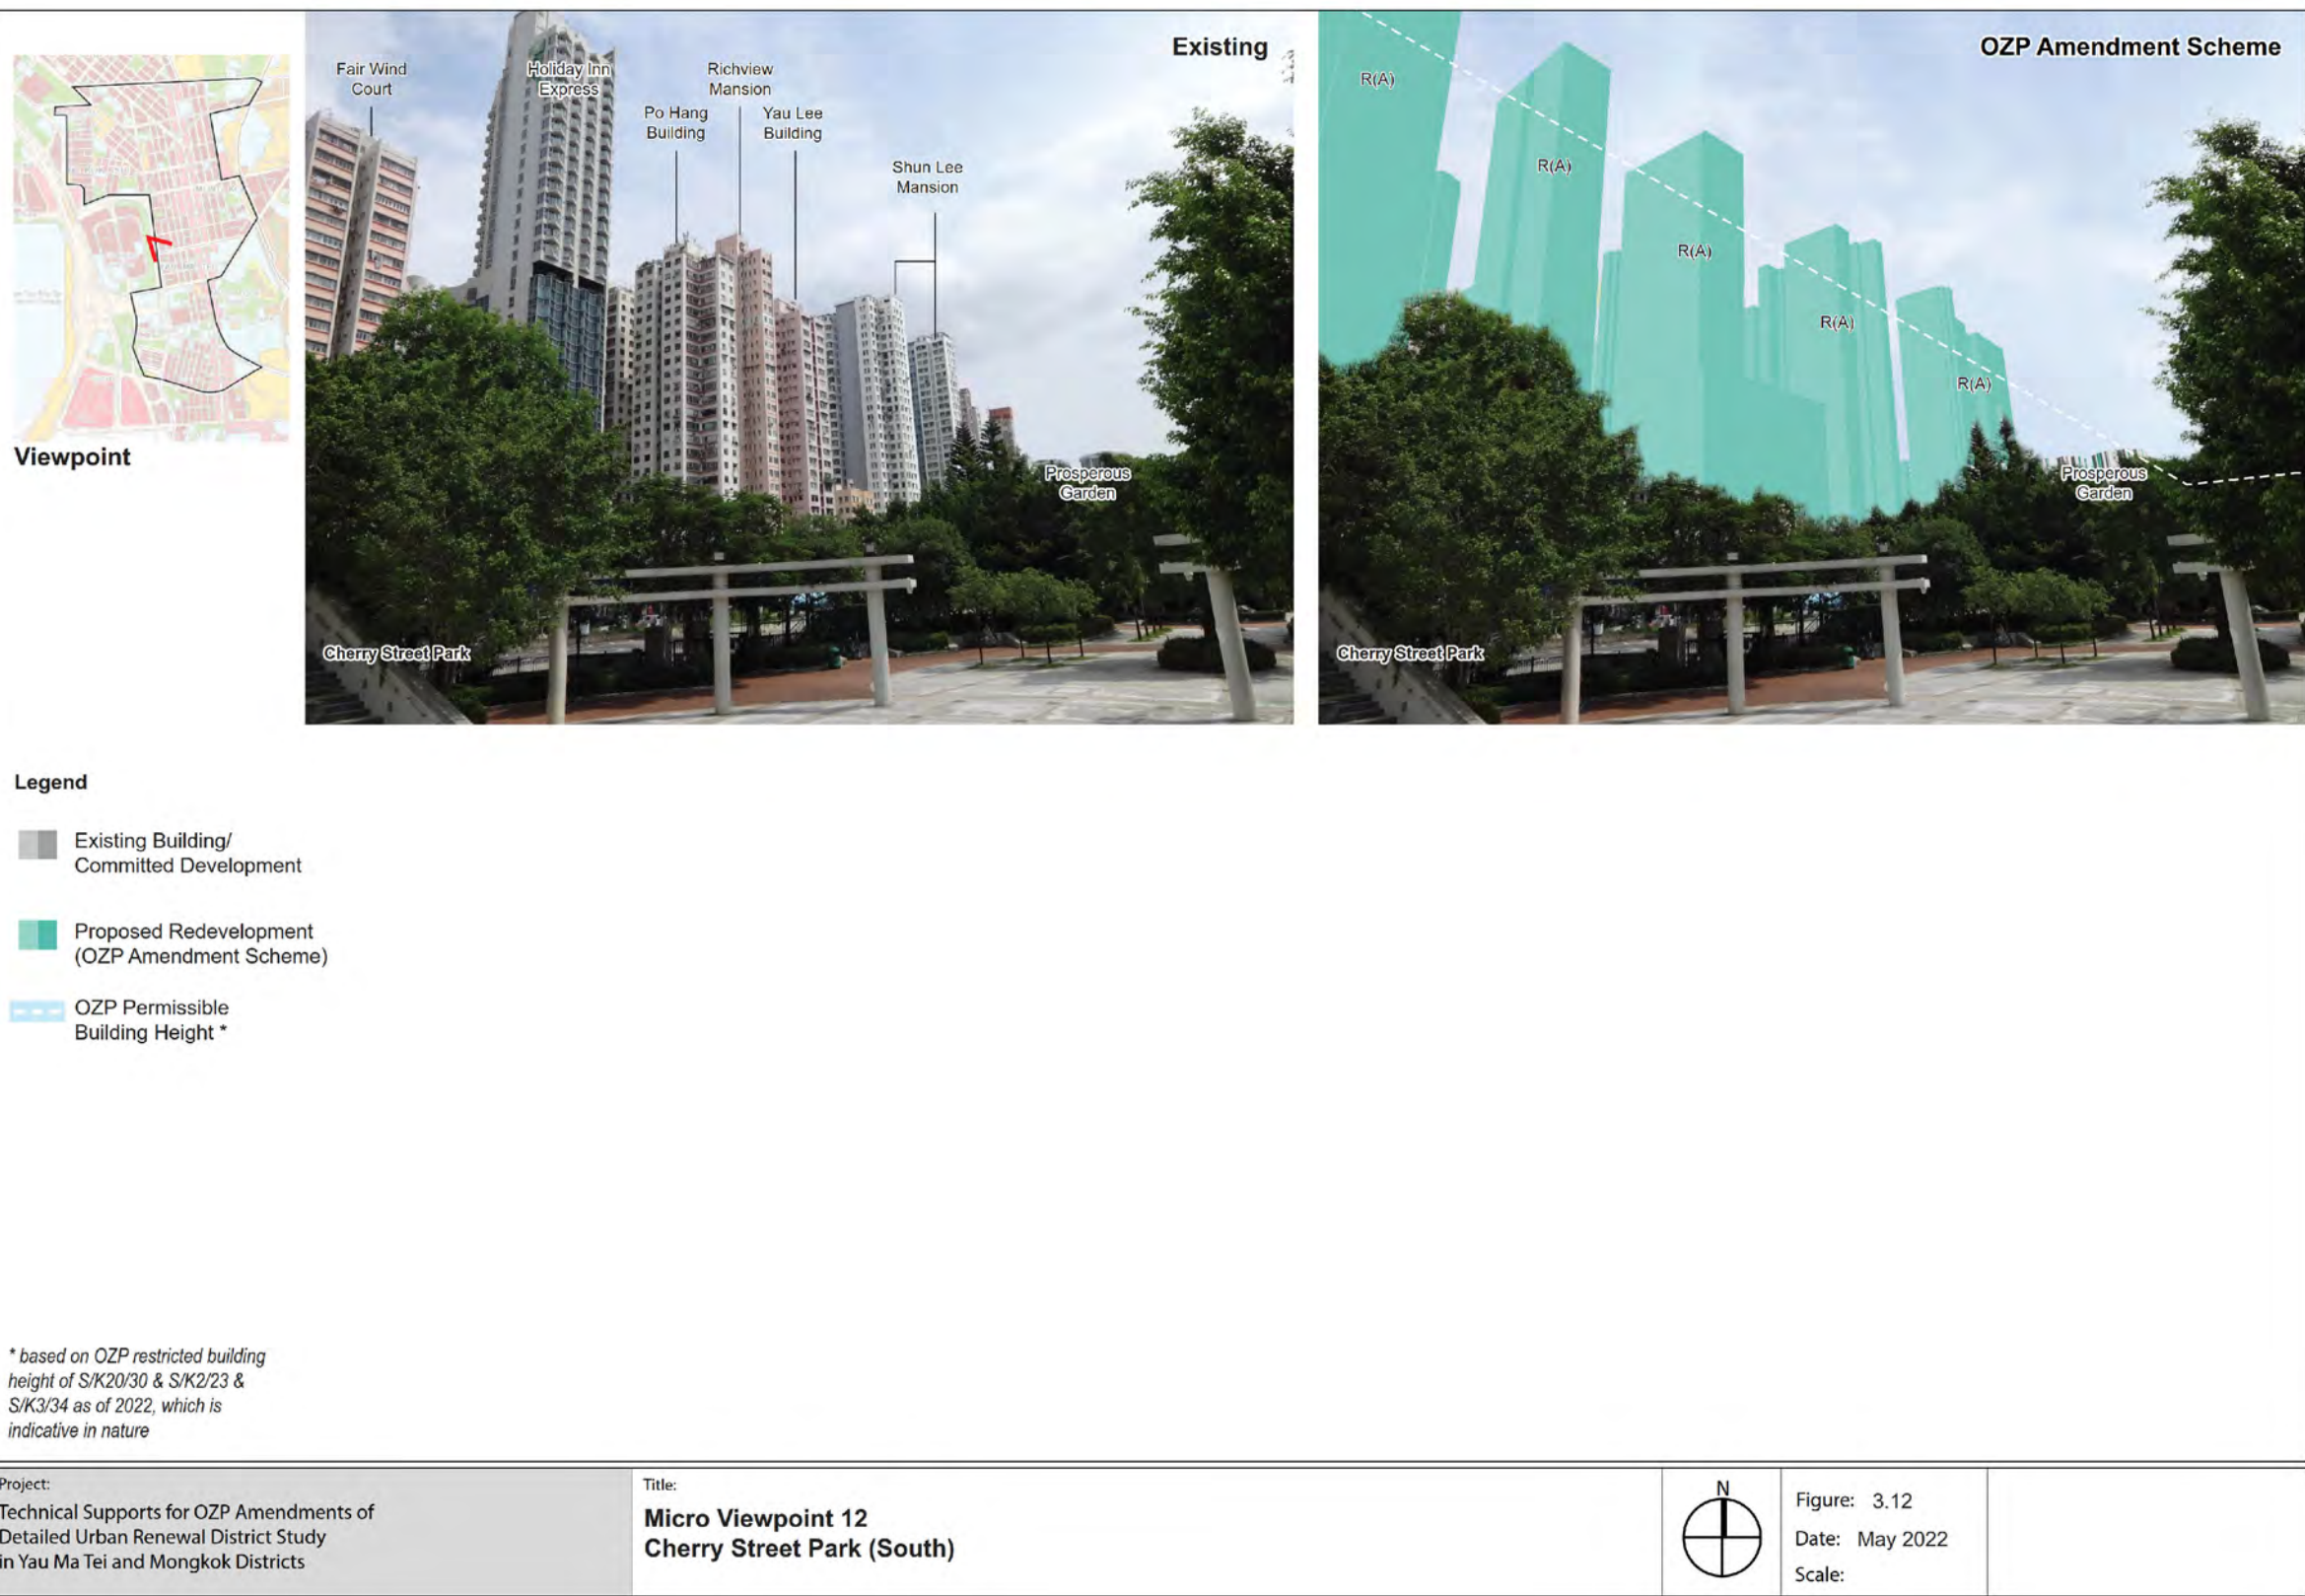 Existing
OZP Amendment Scheme
Fair Wind
Court
Holiday Inn
Express
Richview
Mansion
Po Hang
Building
Yau Lee
Building
Shun Lee
Mansion
Prosperous
Garden
Cherry Street Park
R(A)
R(A)
R(A)
R(A)
R(A)
Prosperous
Garden
Cherry Street Park
Viewpoint
Legend
Existing Building/
Committed Development
Proposed Redevelopment
(OZP Amendment Scheme)
OZP Permissible
Building Height *
* based on OZP restricted building
height of S/K20/30 & S/K2/23 &
S/K3/34 as of 2022, which is
indicative in nature
Project:
Technical Supports for OZP Amendments of
Detailed Urban Renewal District Study
in Yau Ma Tei and Mongkok Districts
Title:
Micro Viewpoint 12
Cherry Street Park (South)
N
Figure: 3.12
Date: May 2022
Scale: